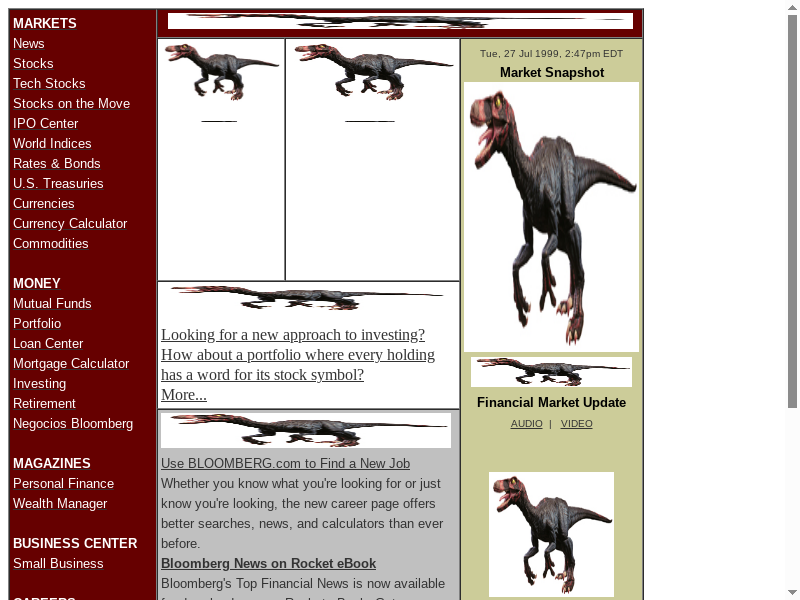 MARKETS
News
Stocks
Tech Stocks
Stocks on the Move
IPO Center
World Indices
Rates & Bonds
U.S. Treasuries
Currencies
Currency Calculator
Commodities
MONEY
Mutual Funds
Portfolio
Loan Center
Mortgage Calculator
Investing
Retirement
Negocios Bloomberg
MAGAZINES
Personal Finance
Wealth Manager
BUSINESS CENTER
Small Business
CAREERS
Looking for a new approach to investing?
How about a portfolio where every holding
has a word for its stock symbol?
More...
Use BLOOMBERG.com to Find a New Job
Whether you know what you're looking for or just
know you're looking, the new career page offers
better searches, news, and calculators than ever
before.
Bloomberg News on Rocket eBook
Bloomberg's Top Financial News is now available
Tue, 27 Jul 1999, 2:47pm EDT
Market Snapshot
Financial Market Update
AUDIO | VIDEO